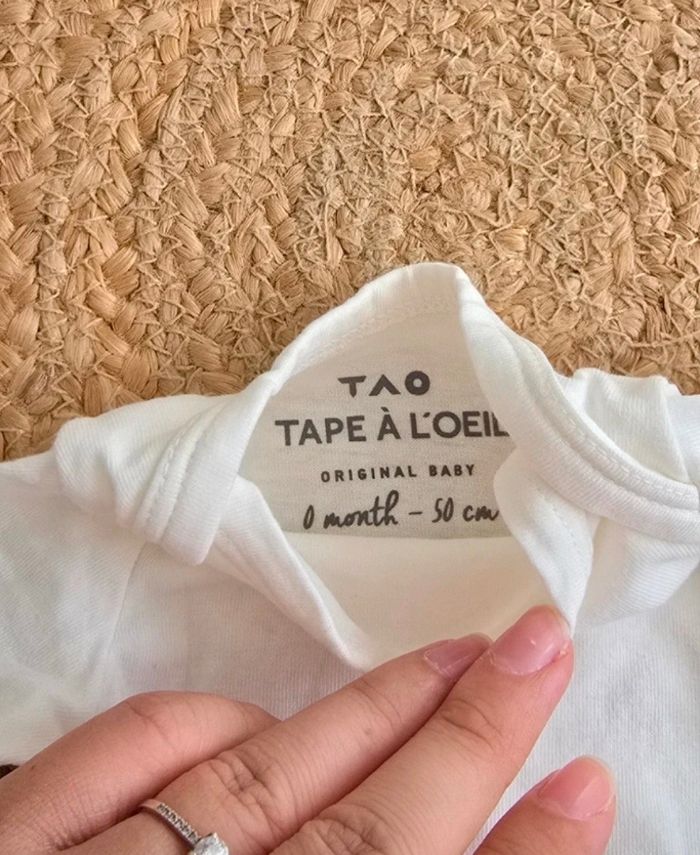 TAO
TAPE À L'OEIL
ORIGINAL BABY
0 month - 50 cm